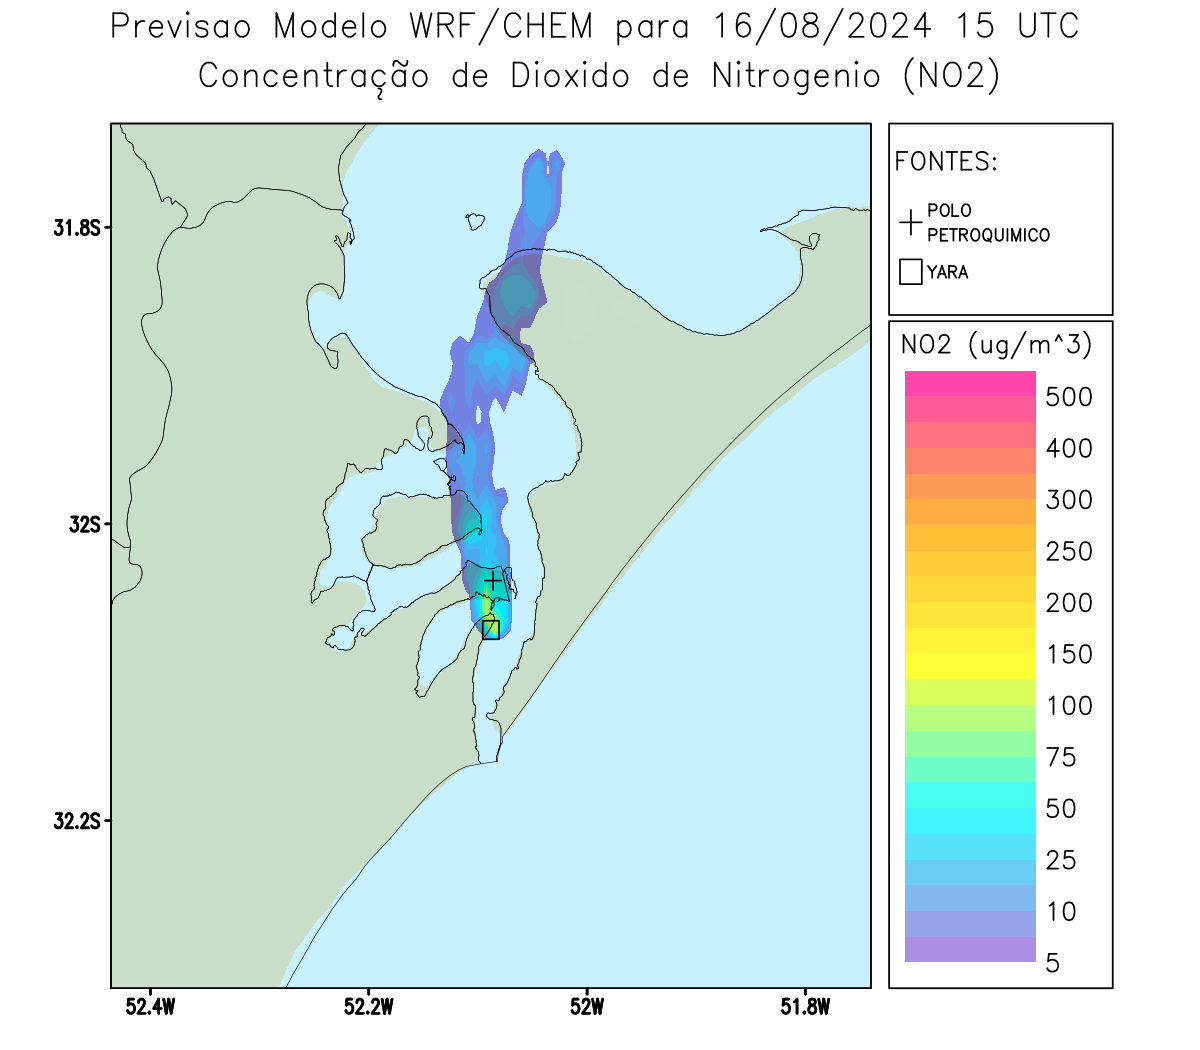 Previsao Modelo WRF/CHEM para 16/08/2024 15 UTC
Concentração de Dioxido de Nitrogenio (NO2)
FONTES:
POLO
PETROQUIMICO
YARA
NO2 (ug/m^3)
500
400
300
250
200
150
100
75
50
25
10
5
31.8S
32S
32.2S
52.4W
52.2W
52W
51.8W